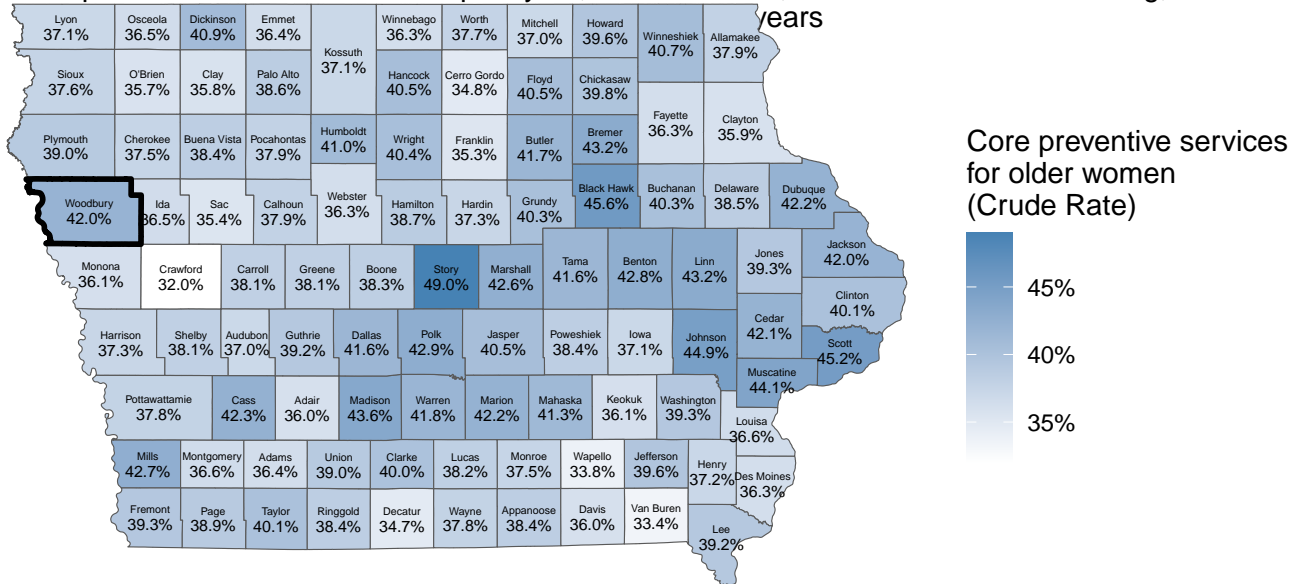 years
Lyon
37.1%
Osceola
36.5%
Dickinson
40.9%
Emmet
36.4%
Kossuth
37.1%
Winnebago
36.3%
Worth
37.7%
Mitchell
37.0%
Howard
39.6%
Winneshiek
40.7%
Allamakee
37.9%
Sioux
37.6%
O'Brien
35.7%
Clay
35.8%
Palo Alto
38.6%
Hancock
40.5%
Cerro Gordo
34.8%
Floyd
40.5%
Chickasaw
39.8%
Fayette
36.3%
Clayton
35.9%
Plymouth
39.0%
Cherokee
37.5%
Buena Vista
38.4%
Pocahontas
37.9%
Humboldt
41.0%
Wright
40.4%
Franklin
35.3%
Butler
41.7%
Bremer
43.2%
Woodbury
42.0%
Ida
36.5%
Sac
35.4%
Calhoun
37.9%
Webster
36.3%
Hamilton
38.7%
Hardin
37.3%
Grundy
40.3%
Black Hawk
45.6%
Buchanan
40.3%
Delaware
38.5%
Dubuque
42.2%
Monona
36.1%
Crawford
32.0%
Carroll
38.1%
Greene
38.1%
Boone
38.3%
Story
49.0%
Marshall
42.6%
Tama
41.6%
Benton
42.8%
Linn
43.2%
Jones
39.3%
Jackson
42.0%
Clinton
40.1%
Harrison
37.3%
Shelby
38.1%
Audubon
37.0%
Guthrie
39.2%
Dallas
41.6%
Polk
42.9%
Jasper
40.5%
Poweshiek
38.4%
Iowa
37.1%
Johnson
44.9%
Cedar
42.1%
Scott
45.2%
Muscatine
44.1%
Pottawattamie
37.8%
Cass
42.3%
Adair
36.0%
Madison
43.6%
Warren
41.8%
Marion
42.2%
Mahaska
41.3%
Keokuk
36.1%
Washington
39.3%
Louisa
36.6%
Mills
42.7%
Montgomery
36.6%
Adams
36.4%
Union
39.0%
Clarke
40.0%
Lucas
38.2%
Monroe
37.5%
Wapello
33.8%
Jefferson
39.6%
Henry
37.2%
Des Moines
36.3%
Fremont
39.3%
Page
38.9%
Taylor
40.1%
Ringgold
38.4%
Decatur
34.7%
Wayne
37.8%
Appanoose
38.4%
Davis
36.0%
Van Buren
33.4%
Lee
39.2%
Core preventive services
for older women
(Crude Rate)
45%
40%
35%